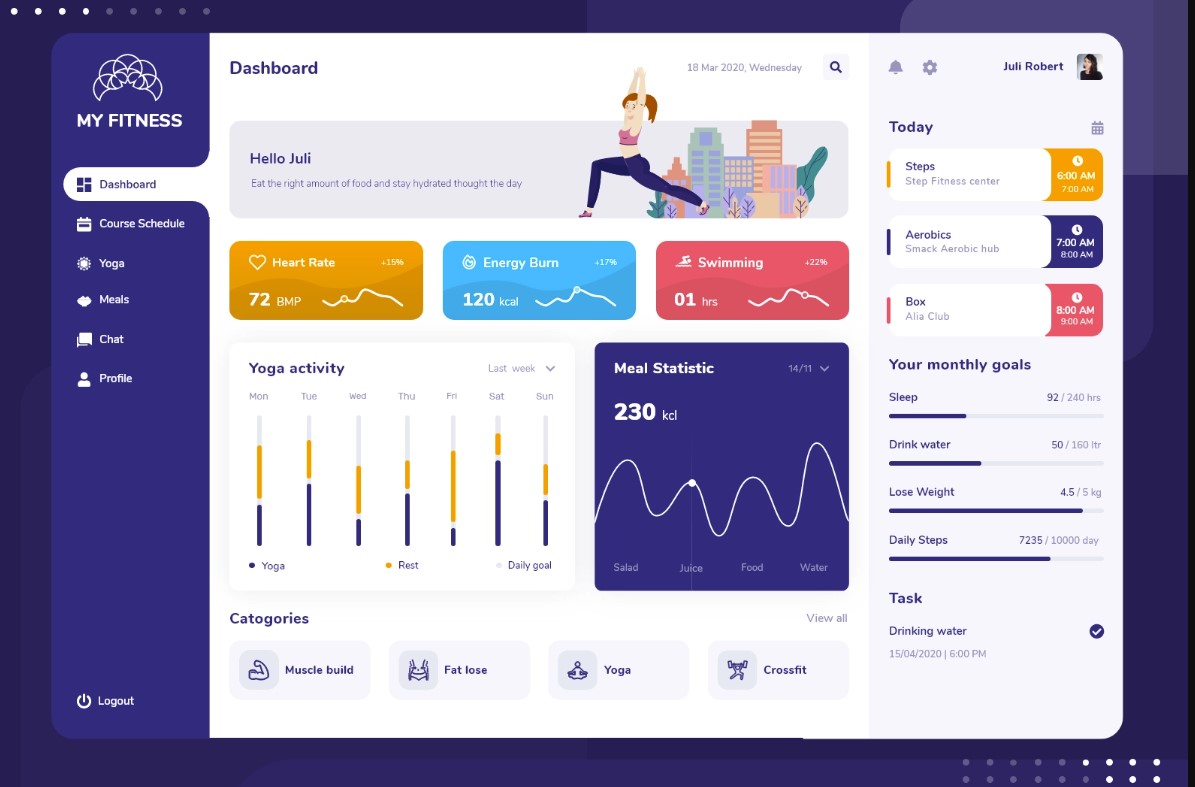 MY FITNESS
Dashboard
Course Schedule
Yoga
Meals
Chat
Profile
Logout
Dashboard
18 Mar 2020, Wednesday
Hello Juli
Eat the right amount of food and stay hydrated thought the day
Heart Rate +15%
72 BMP
Energy Burn +17%
120 kcal
Swimming +22%
01 hrs
Yoga activity Last week
Mon Tue Wed Thu Fri Sat Sun
Yoga Rest Daily goal
Meal Statistic 14/11
230 kcl
Salad Juice Food Water
Catogories View all
Muscle build
Fat lose
Yoga
Crossfit
Juli Robert
Today
Steps
Step Fitness center
6:00 AM
7:00 AM
Aerobics
Smack Aerobic hub
7:00 AM
8:00 AM
Box
Alia Club
8:00 AM
9:00 AM
Your monthly goals
Sleep 92 / 240 hrs
Drink water 50 / 160 ltr
Lose Weight 4.5 / 5 kg
Daily Steps 7235 / 10000 day
Task
Drinking water
15/04/2020 | 6:00 PM